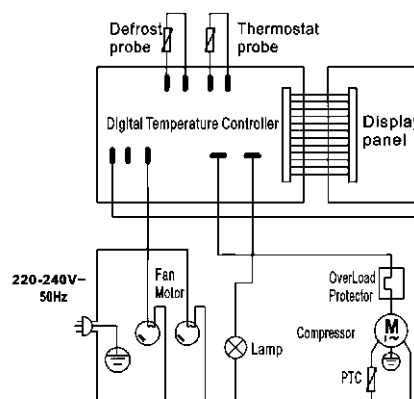 Defrost
probe
Thermostat
probe
Digital Temperature Controller
Display
panel
220-240V~
50Hz
Fan
Motor
Lamp
OverLoad
Protector
Compressor
M
~
PTC